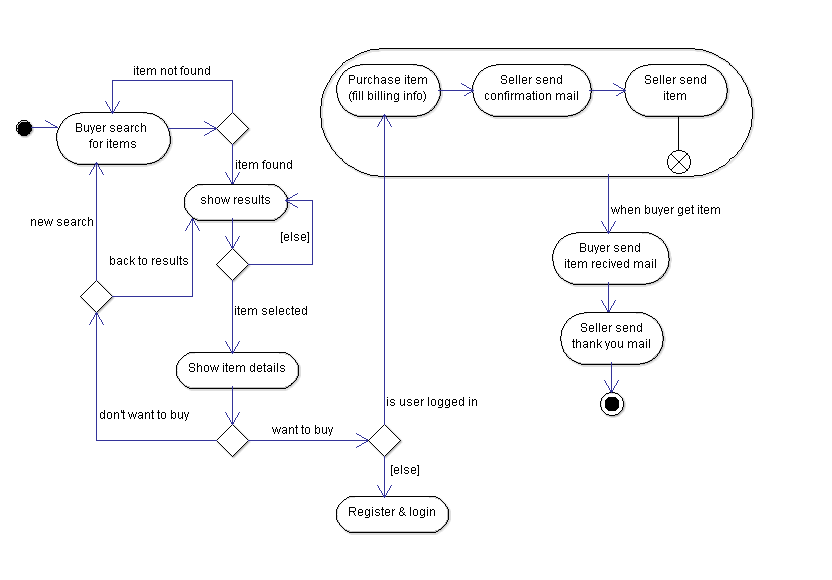 item not found
Buyer search
for items
item found
show results
[else]
new search
back to results
item selected
Show item details
don't want to buy
want to buy
is user logged in
[else]
Register & login
Purchase item
(fill billing info)
Seller send
confirmation mail
Seller send
item
when buyer get item
Buyer send
item recived mail
Seller send
thank you mail